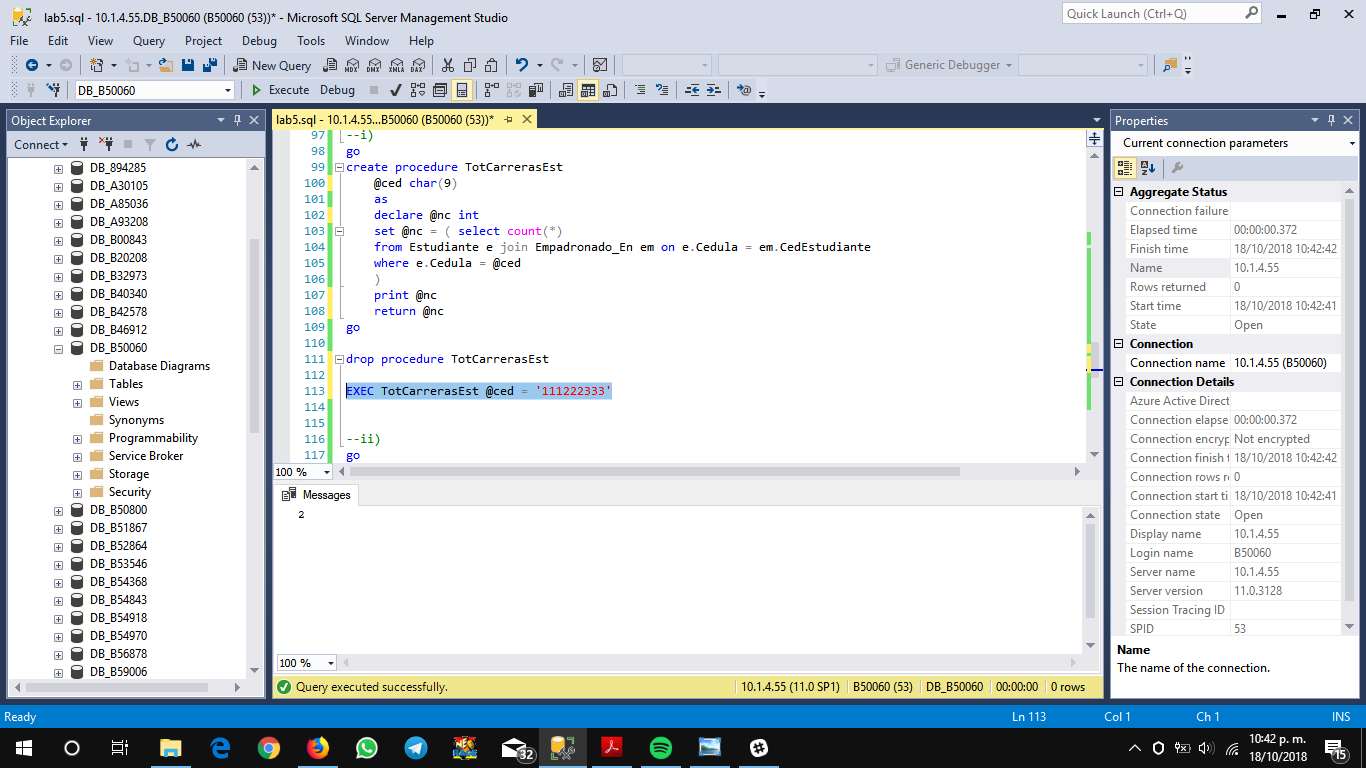 lab5.sql - 10.1.4.55.DB_B50060 (B50060 (53))* - Microsoft SQL Server Management Studio
Quick Launch (Ctrl+Q)
File Edit View Query Project Debug Tools Window Help
New Query MDX DMX XMLA DAX Generic Debugger
DB_B50060 Execute Debug
Object Explorer
Connect
DB_894285
DB_A30105
DB_A85036
DB_A93208
DB_B00843
DB_B20208
DB_B32973
DB_B40340
DB_B42578
DB_B46912
DB_B50060
Database Diagrams
Tables
Views
Synonyms
Programmability
Service Broker
Storage
Security
DB_B50800
DB_B51867
DB_B52864
DB_B53546
DB_B54368
DB_B54843
DB_B54918
DB_B54970
DB_B56878
DB_B59006
lab5.sql - 10.1.4.55...B50060 (B50060 (53))*
97 --i)
98 go
99 create procedure TotCarrerasEst
100 @ced char(9)
101 as
102 declare @nc int
103 set @nc = ( select count(*)
104 from Estudiante e join Empadronado_En em on e.Cedula = em.CedEstudiante
105 where e.Cedula = @ced
106 )
107 print @nc
108 return @nc
109 go
110
111 drop procedure TotCarrerasEst
112
113 EXEC TotCarrerasEst @ced = '111222333'
114
115
116 --ii)
117 go
100 %
Messages
2
100 %
Query executed successfully. 10.1.4.55 (11.0 SP1) B50060 (53) DB_B50060 00:00:00 0 rows
Properties
Current connection parameters
Aggregate Status
Connection failure
Elapsed time 00:00:00.372
Finish time 18/10/2018 10:42:42
Name 10.1.4.55
Rows returned 0
Start time 18/10/2018 10:42:41
State Open
Connection
Connection name 10.1.4.55 (B50060)
Connection Details
Azure Active Direct
Connection elapse 00:00:00.372
Connection encryp Not encrypted
Connection finish t 18/10/2018 10:42:42
Connection rows r 0
Connection start ti 18/10/2018 10:42:41
Connection state Open
Display name 10.1.4.55
Login name B50060
Server name 10.1.4.55
Server version 11.0.3128
Session Tracing ID
SPID 53
Name
The name of the connection.
Ready Ln 113 Col 1 Ch 1 INS
32
10:42 p. m.
18/10/2018
15